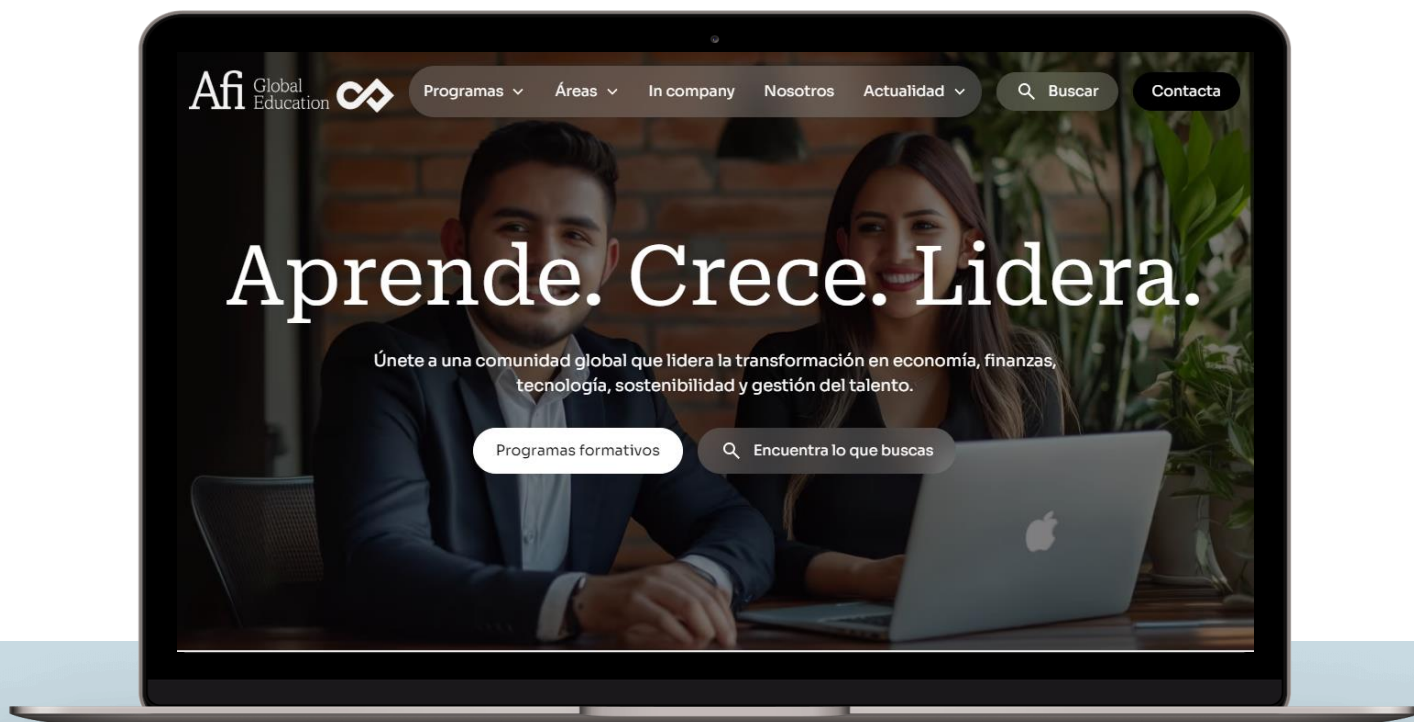 Afi Global
Education
Programas
Áreas
In company
Nosotros
Actualidad
Buscar
Contacta
Aprende. Crece. Lidera.
Únete a una comunidad global que lidera la transformación en economía, finanzas,
tecnología, sostenibilidad y gestión del talento.
Programas formativos
Encuentra lo que buscas